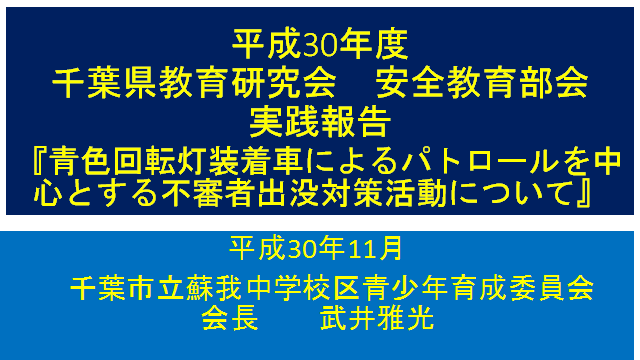 平成30年度
千葉県教育研究会　安全教育部会
実践報告
『青色回転灯装着車によるパトロールを中
心とする不審者出没対策活動について』
平成30年11月
千葉市立蘇我中学校区青少年育成委員会
会長　　武井雅光